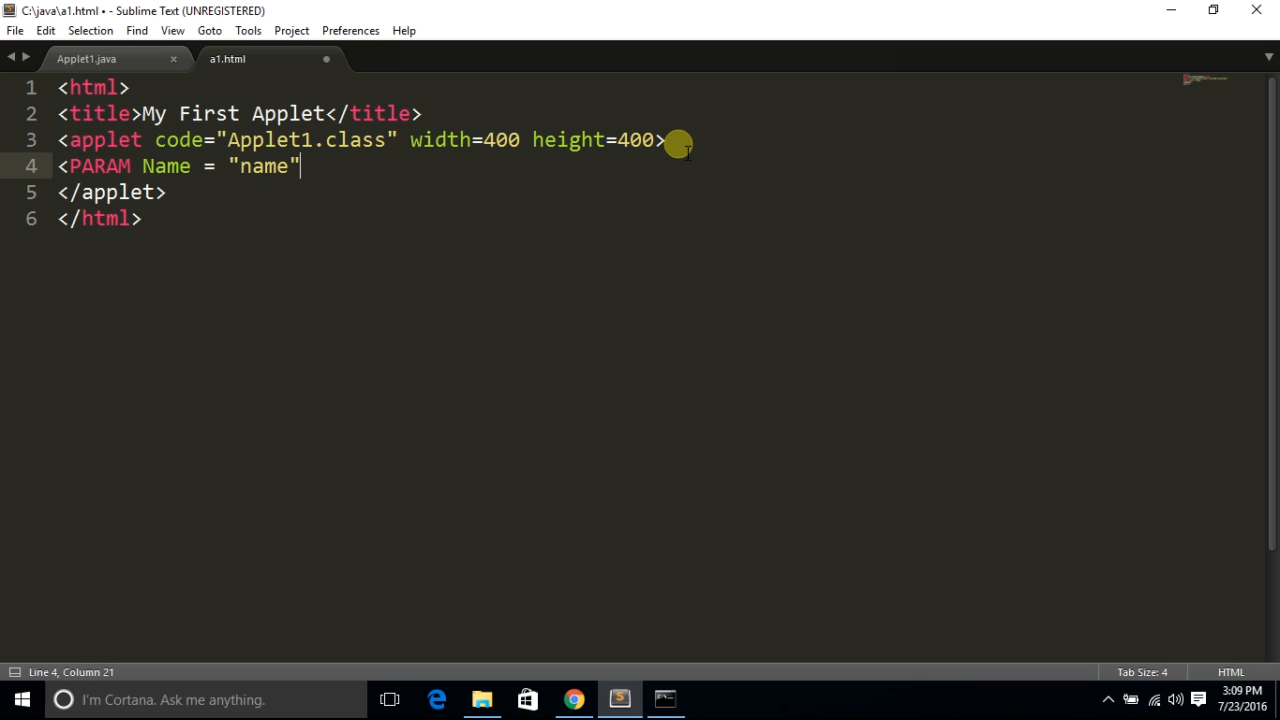 C:\java\a1.html • - Sublime Text (UNREGISTERED)
File Edit Selection Find View Goto Tools Project Preferences Help
Applet1.java × a1.html
1 <html>
2 <title>My First Applet</title>
3 <applet code="Applet1.class" width=400 height=400>
4 <PARAM Name = "name"
5 </applet>
6 </html>
Line 4, Column 21 Tab Size: 4 HTML
I'm Cortana. Ask me anything.
3:09 PM
7/23/2016